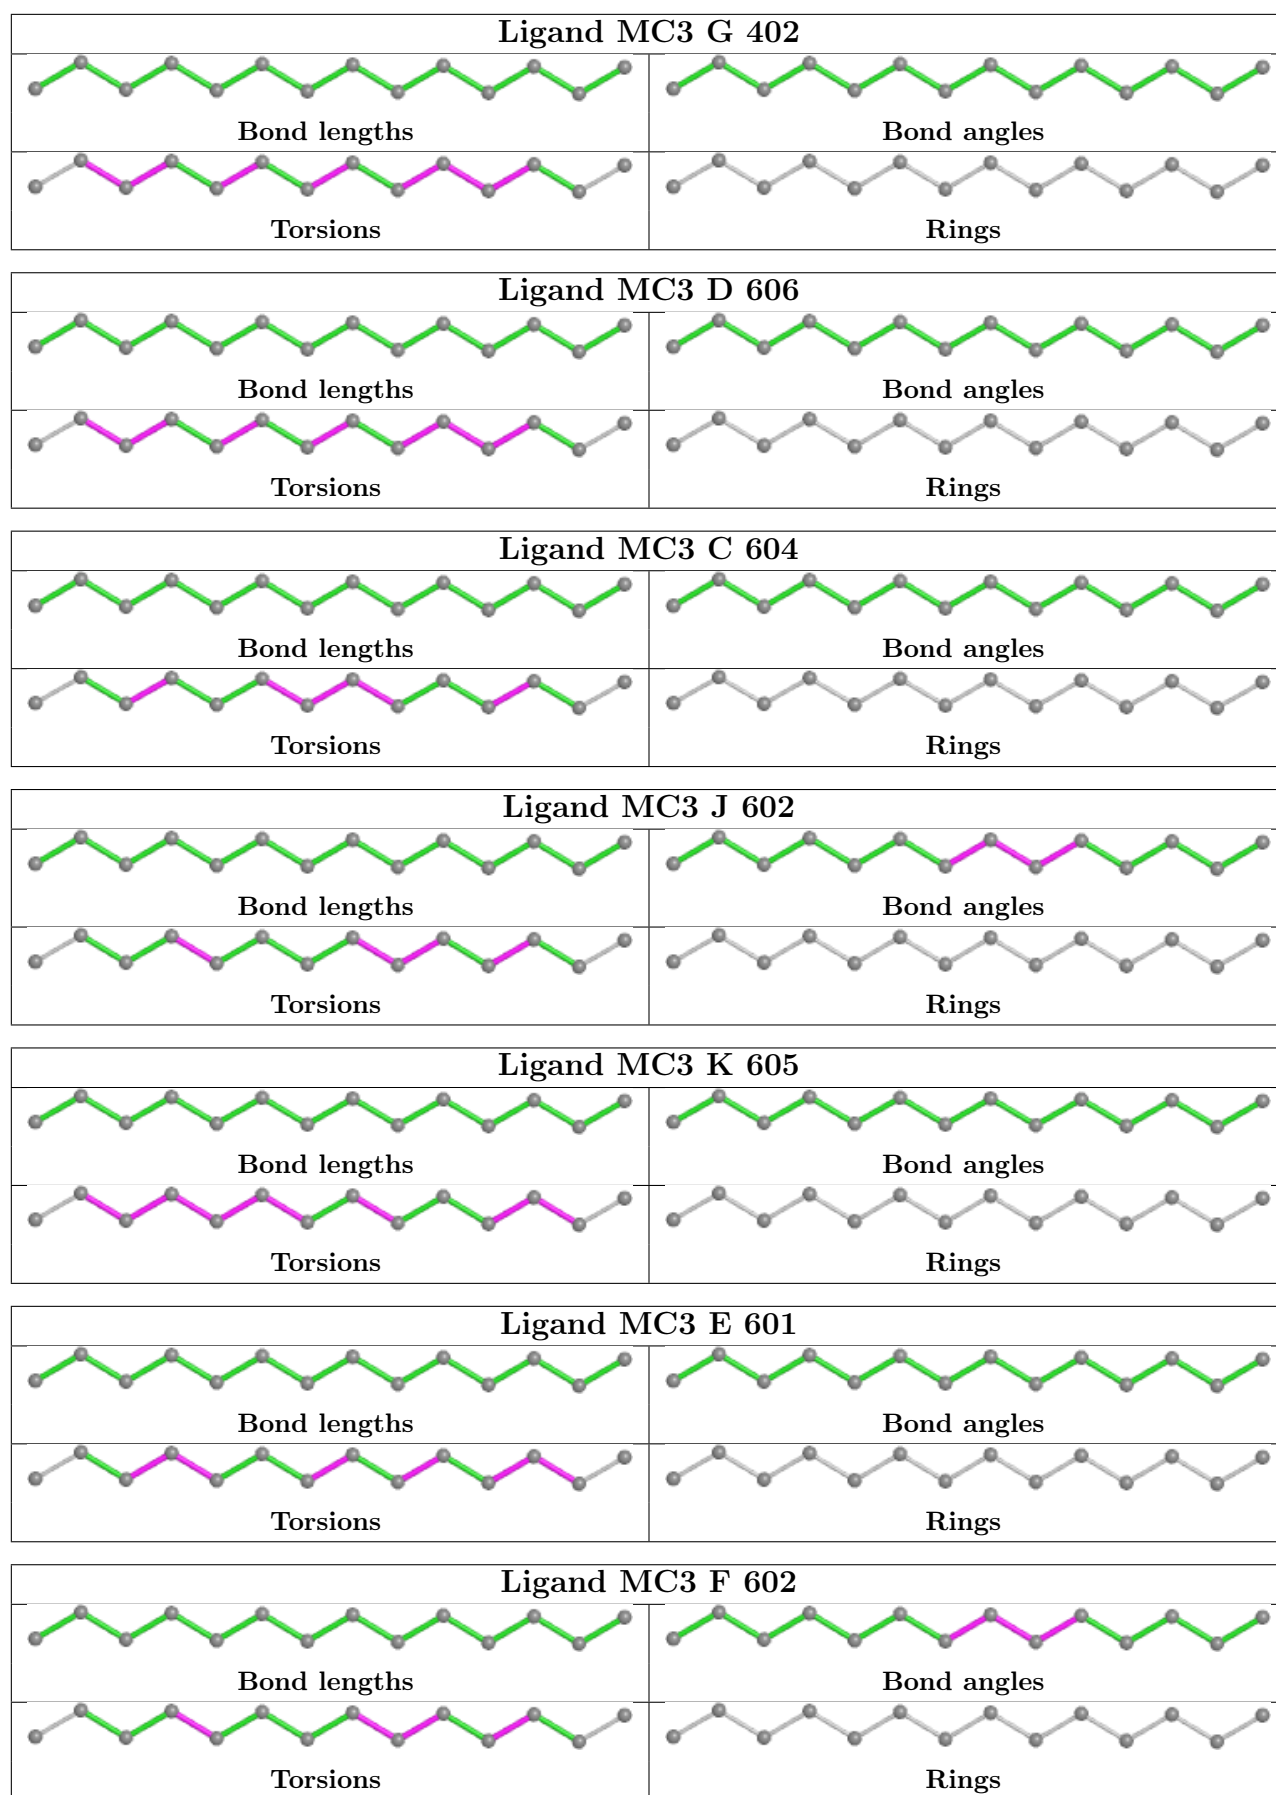 Ligand MC3 G 402
Bond lengths Bond angles
Torsions Rings
Ligand MC3 D 606
Bond lengths Bond angles
Torsions Rings
Ligand MC3 C 604
Bond lengths Bond angles
Torsions Rings
Ligand MC3 J 602
Bond lengths Bond angles
Torsions Rings
Ligand MC3 K 605
Bond lengths Bond angles
Torsions Rings
Ligand MC3 E 601
Bond lengths Bond angles
Torsions Rings
Ligand MC3 F 602
Bond lengths Bond angles
Torsions Rings